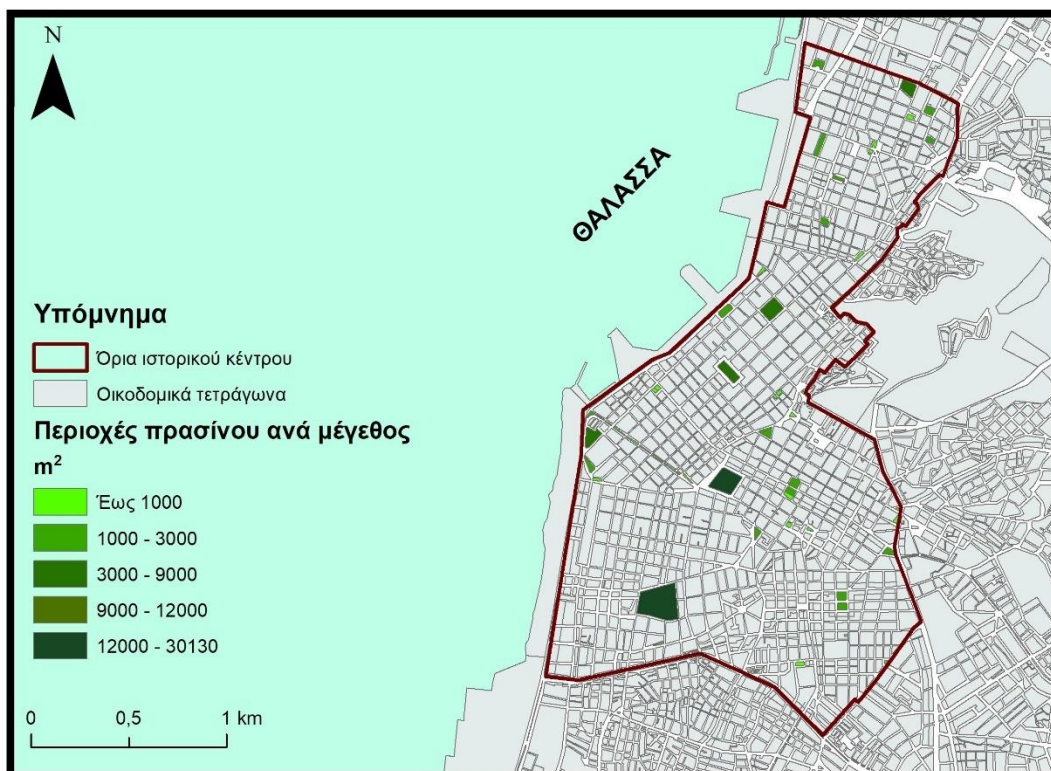 N
ΘΑΛΑΣΣΑ
Υπόμνημα
Όρια ιστορικού κέντρου
Οικοδομικά τετράγωνα
Περιοχές πρασίνου ανά μέγεθος
m²
Έως 1000
1000 - 3000
3000 - 9000
9000 - 12000
12000 - 30130
0 0,5 1 km